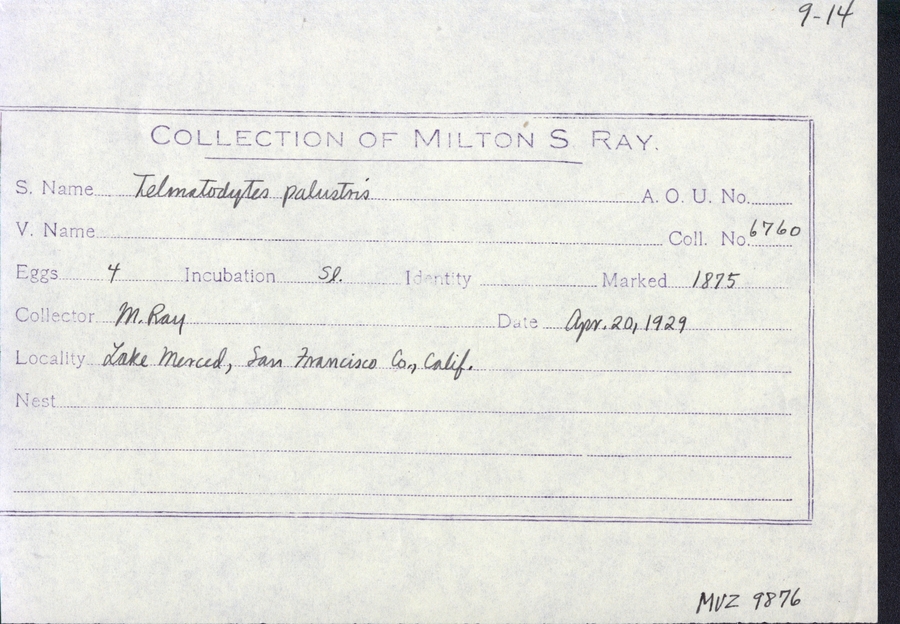 9-14
COLLECTION OF MILTON S. RAY.
S. Name Telmatodytes palustris A. O. U. No.
V. Name Coll. No. 6760
Eggs 4 Incubation Sl. Identity Marked 1875
Collector M. Ray Date Apr. 20, 1929
Locality Lake Merced, San Francisco Co., Calif.
Nest
MVZ 9876